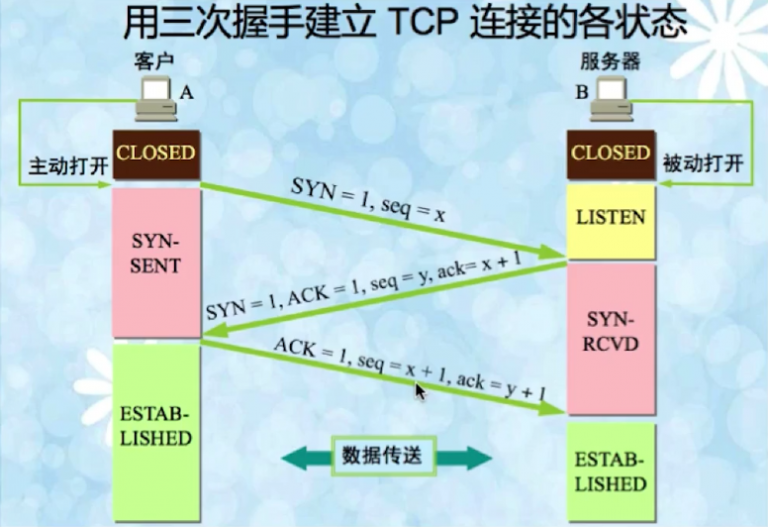 用三次握手建立 TCP 连接的各状态
客户
服务器
A
B
CLOSED
CLOSED
主动打开
被动打开
SYN = 1, seq = x
LISTEN
SYN-
SENT
SYN = 1, ACK = 1, seq = y, ack= x + 1
SYN-
RCVD
ACK = 1, seq = x + 1, ack = y + 1
ESTAB-
LISHED
数据传送
ESTAB-
LISHED